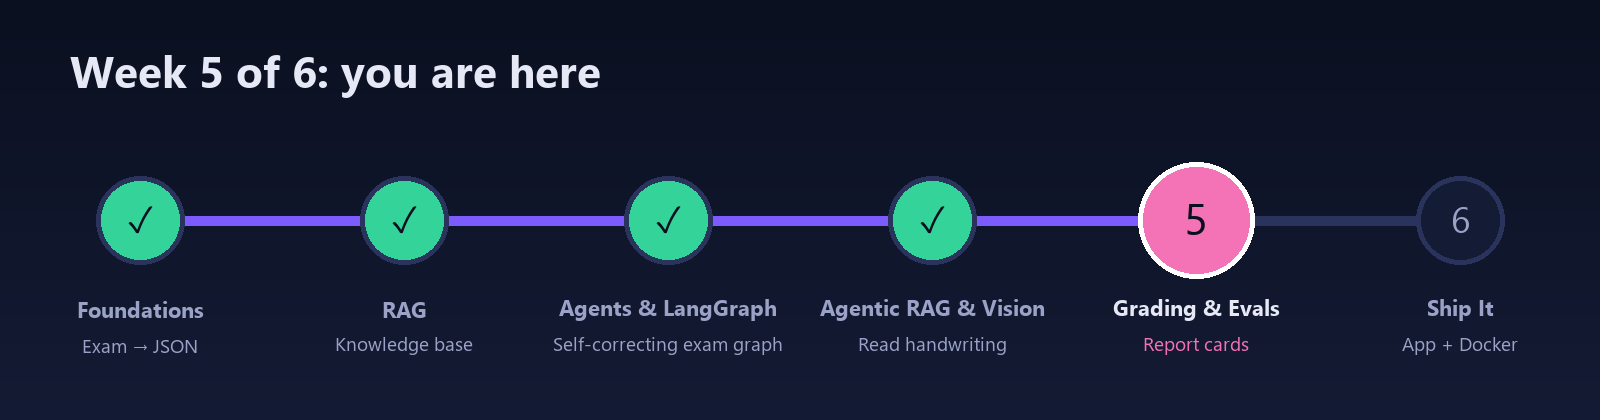 Week 5 of 6: you are here
✓ ✓ ✓ ✓ 5 6
Foundations RAG Agents & LangGraph Agentic RAG & Vision Grading & Evals Ship It
Exam → JSON Knowledge base Self-correcting exam graph Read handwriting Report cards App + Docker